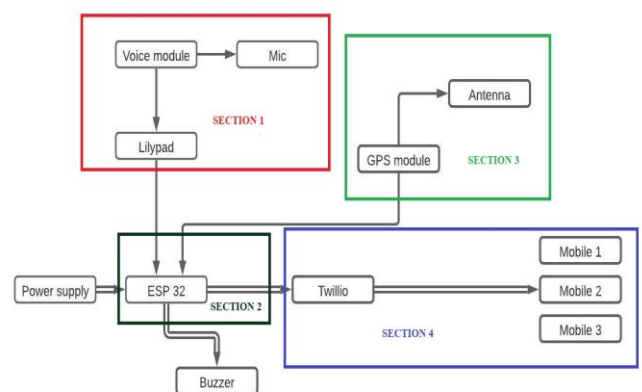 Voice module
Mic
SECTION 1
Lilypad
Antenna
GPS module
SECTION 3
Power supply
ESP 32
SECTION 2
Twillio
Mobile 1
Mobile 2
Mobile 3
SECTION 4
Buzzer